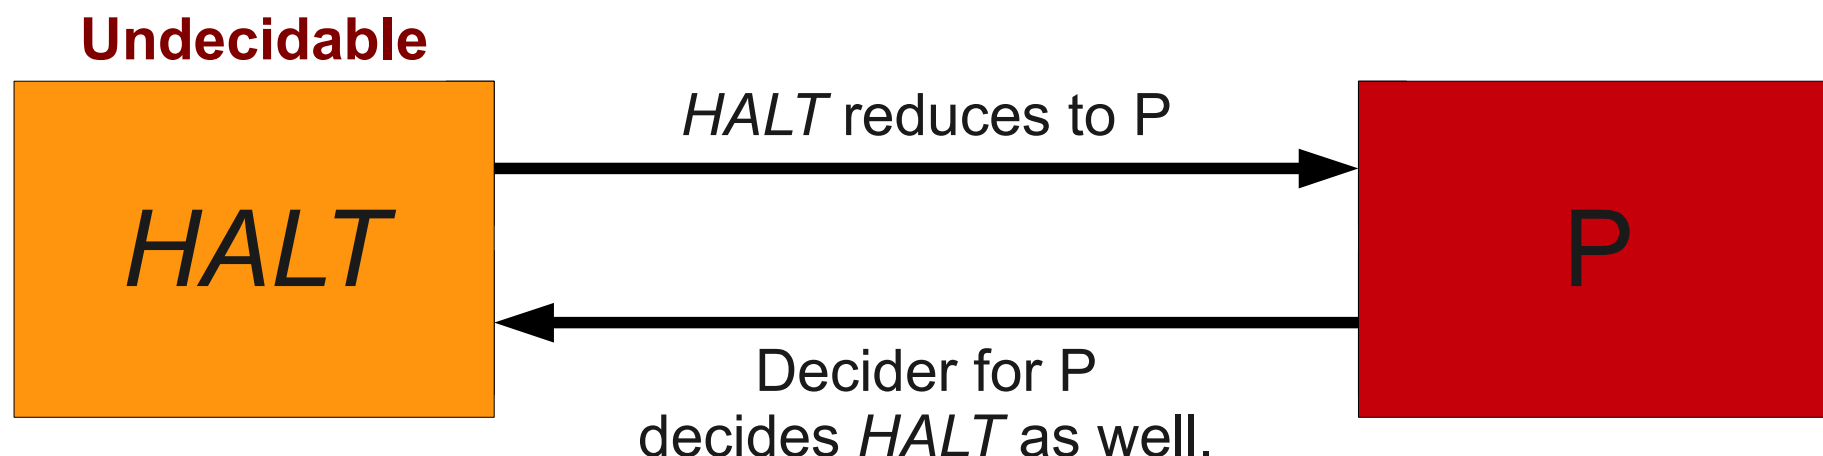 Undecidable
HALT reduces to P
HALT
P
Decider for P
decides HALT as well.